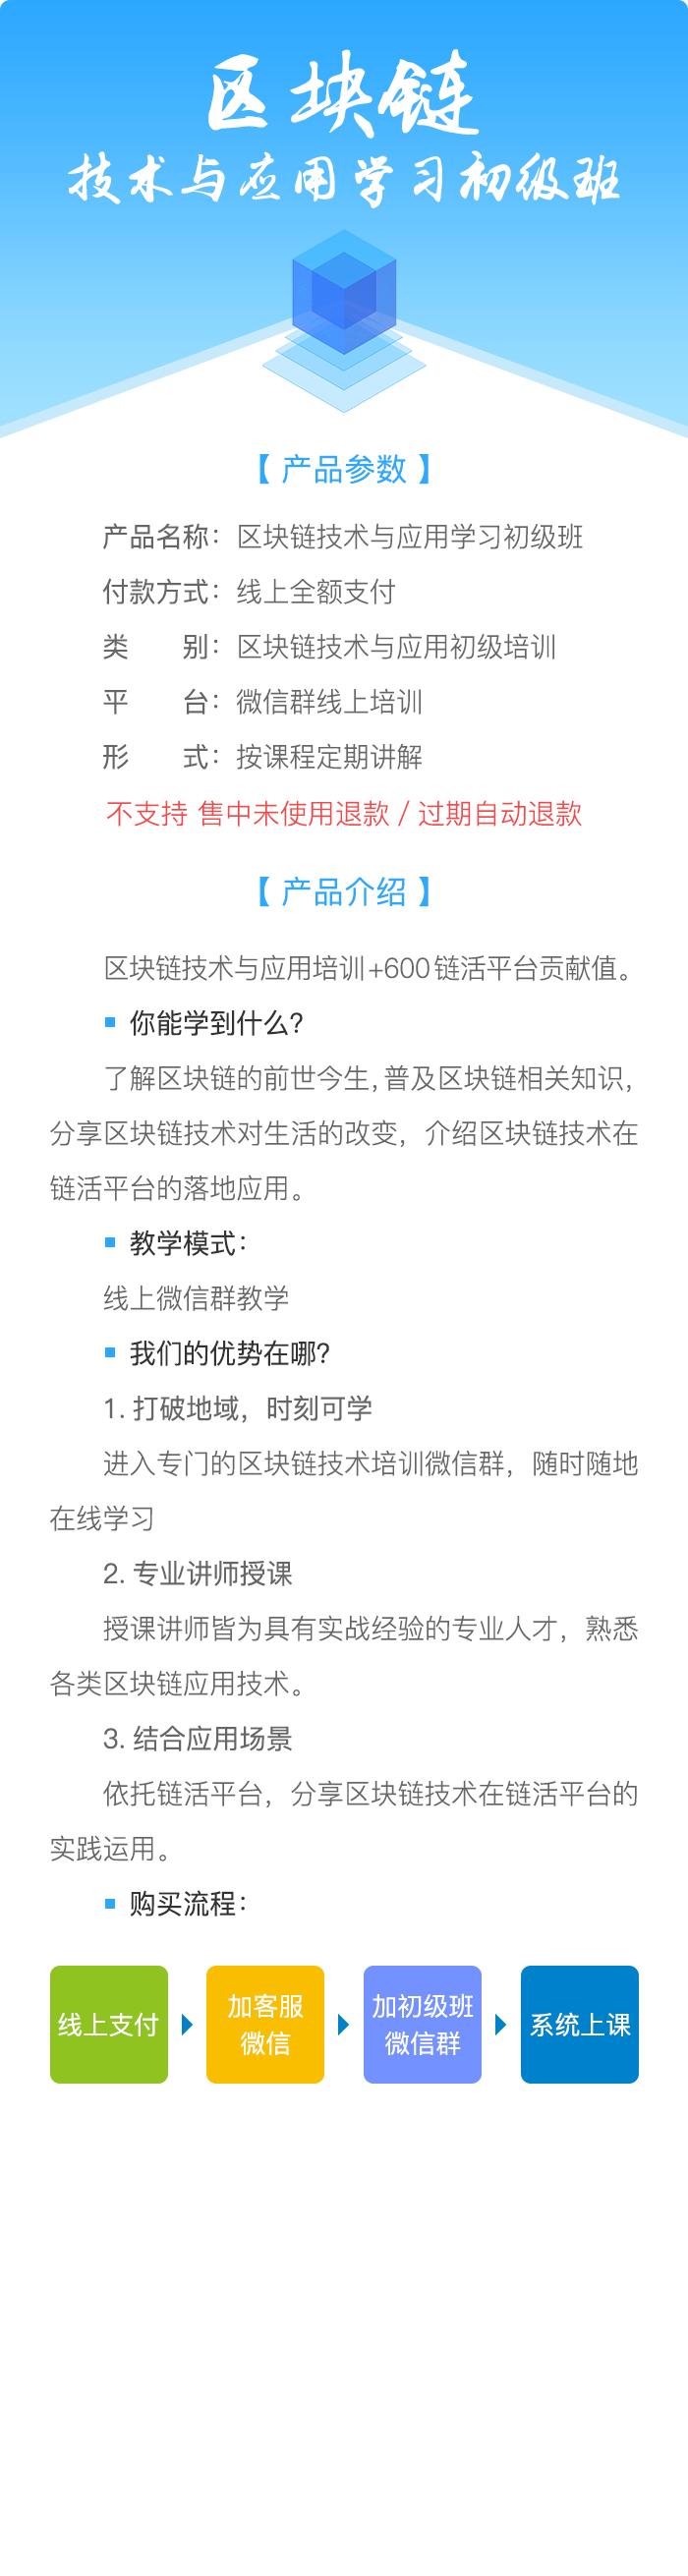 区块链
技术与应用学习初级班
【 产品参数 】
产品名称：区块链技术与应用学习初级班
付款方式：线上全额支付
类　　别：区块链技术与应用初级培训
平　　台：微信群线上培训
形　　式：按课程定期讲解
不支持 售中未使用退款 / 过期自动退款
【 产品介绍 】
区块链技术与应用培训+600链活平台贡献值。
你能学到什么?
了解区块链的前世今生,普及区块链相关知识，
分享区块链技术对生活的改变，介绍区块链技术在
链活平台的落地应用。
教学模式：
线上微信群教学
我们的优势在哪?
1. 打破地域，时刻可学
进入专门的区块链技术培训微信群，随时随地
在线学习
2. 专业讲师授课
授课讲师皆为具有实战经验的专业人才，熟悉
各类区块链应用技术。
3. 结合应用场景
依托链活平台，分享区块链技术在链活平台的
实践运用。
购买流程：
线上支付
加客服
微信
加初级班
微信群
系统上课